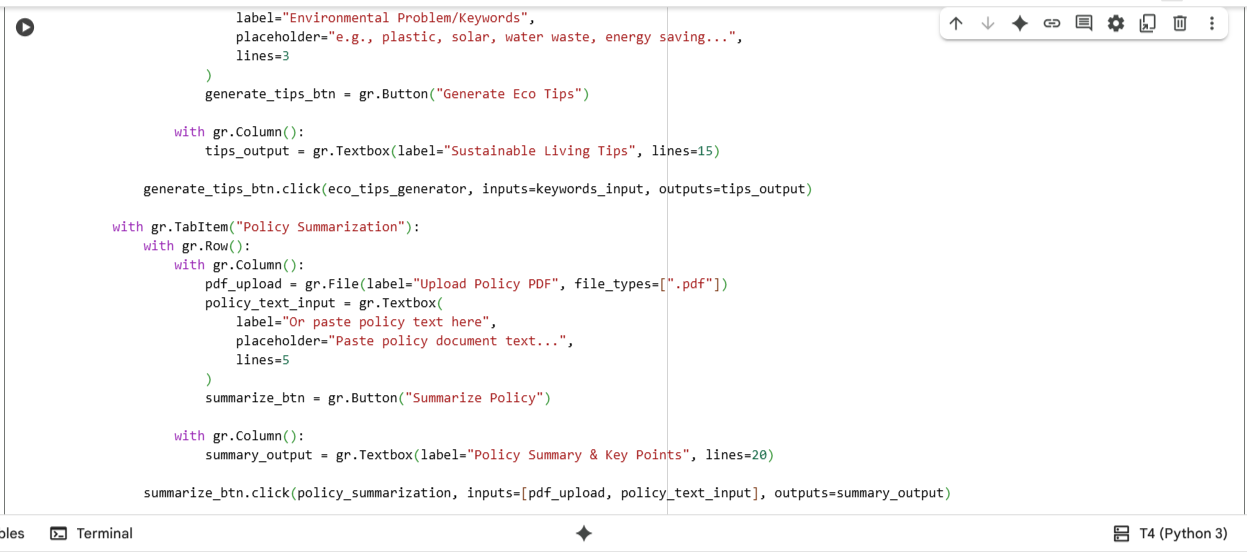 label="Environmental Problem/Keywords",
placeholder="e.g., plastic, solar, water waste, energy saving...",
lines=3
)
generate_tips_btn = gr.Button("Generate Eco Tips")
with gr.Column():
tips_output = gr.Textbox(label="Sustainable Living Tips", lines=15)
generate_tips_btn.click(eco_tips_generator, inputs=keywords_input, outputs=tips_output)
with gr.TabItem("Policy Summarization"):
with gr.Row():
with gr.Column():
pdf_upload = gr.File(label="Upload Policy PDF", file_types=[".pdf"])
policy_text_input = gr.Textbox(
label="Or paste policy text here",
placeholder="Paste policy document text...",
lines=5
)
summarize_btn = gr.Button("Summarize Policy")
with gr.Column():
summary_output = gr.Textbox(label="Policy Summary & Key Points", lines=20)
summarize_btn.click(policy_summarization, inputs=[pdf_upload, policy_text_input], outputs=summary_output)
bles Terminal T4 (Python 3)